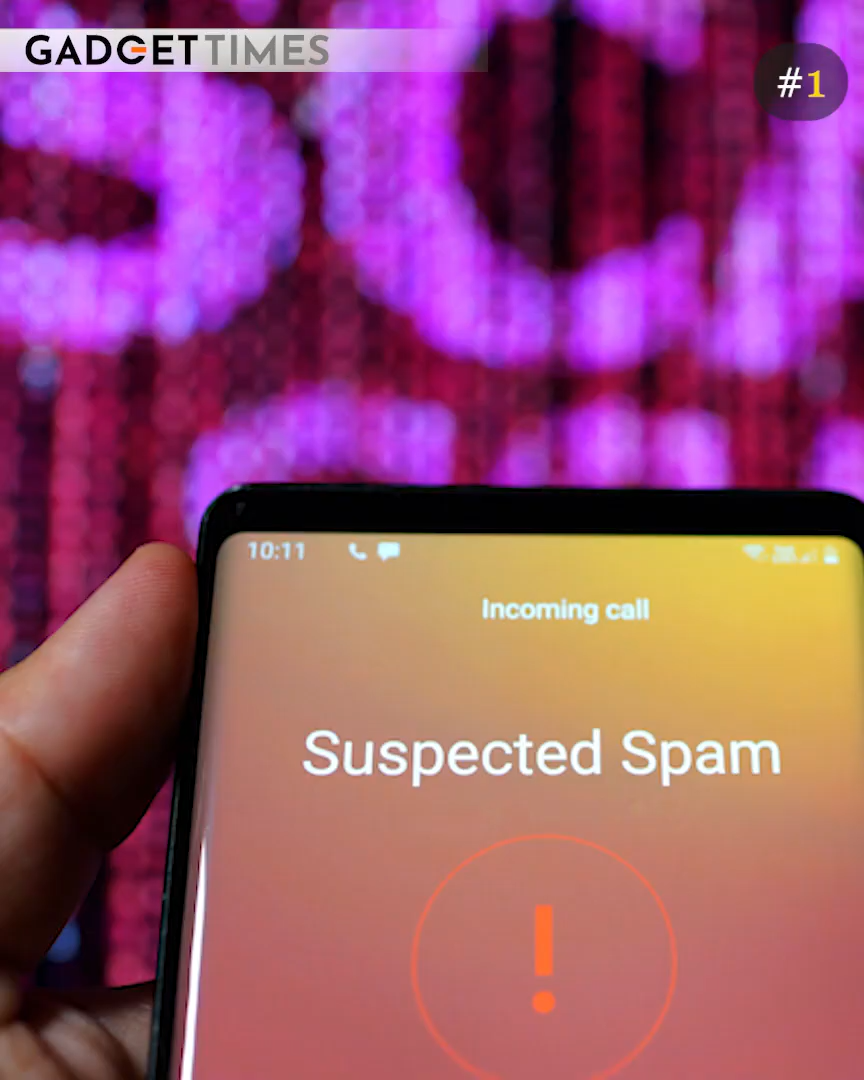 GADGETTIMES
#1
10:11
Incoming call
Suspected Spam
!